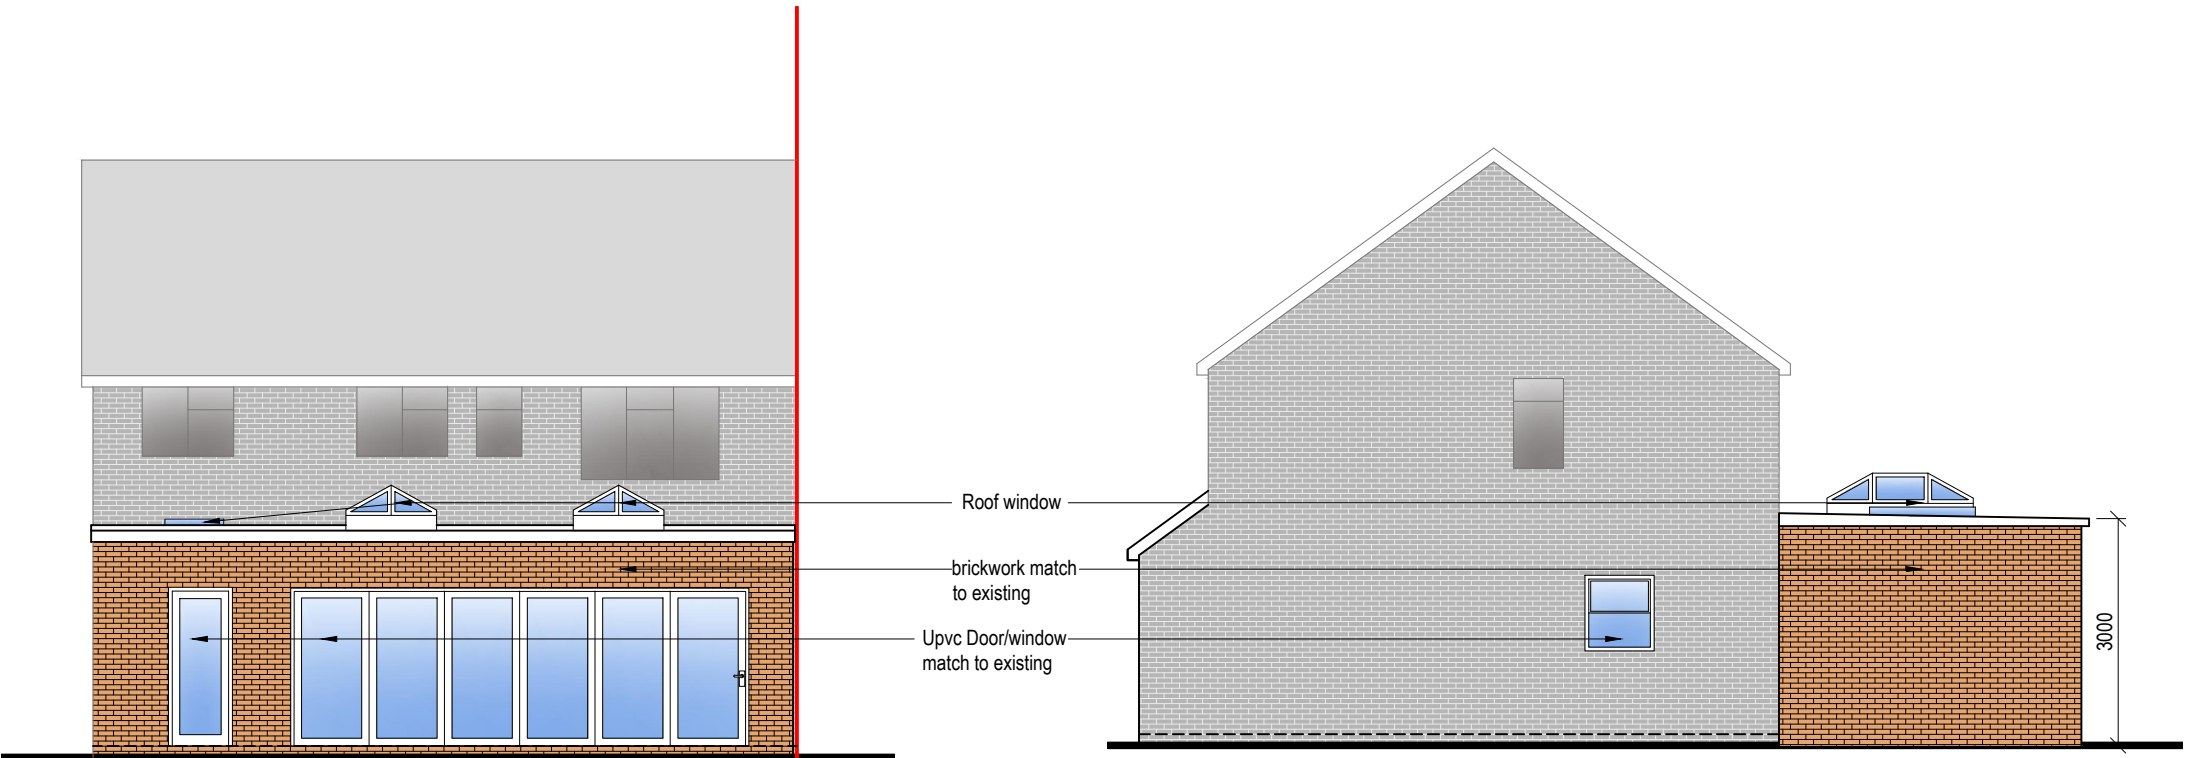 Roof window
brickwork match
to existing
Upvc Door/window
match to existing
3000